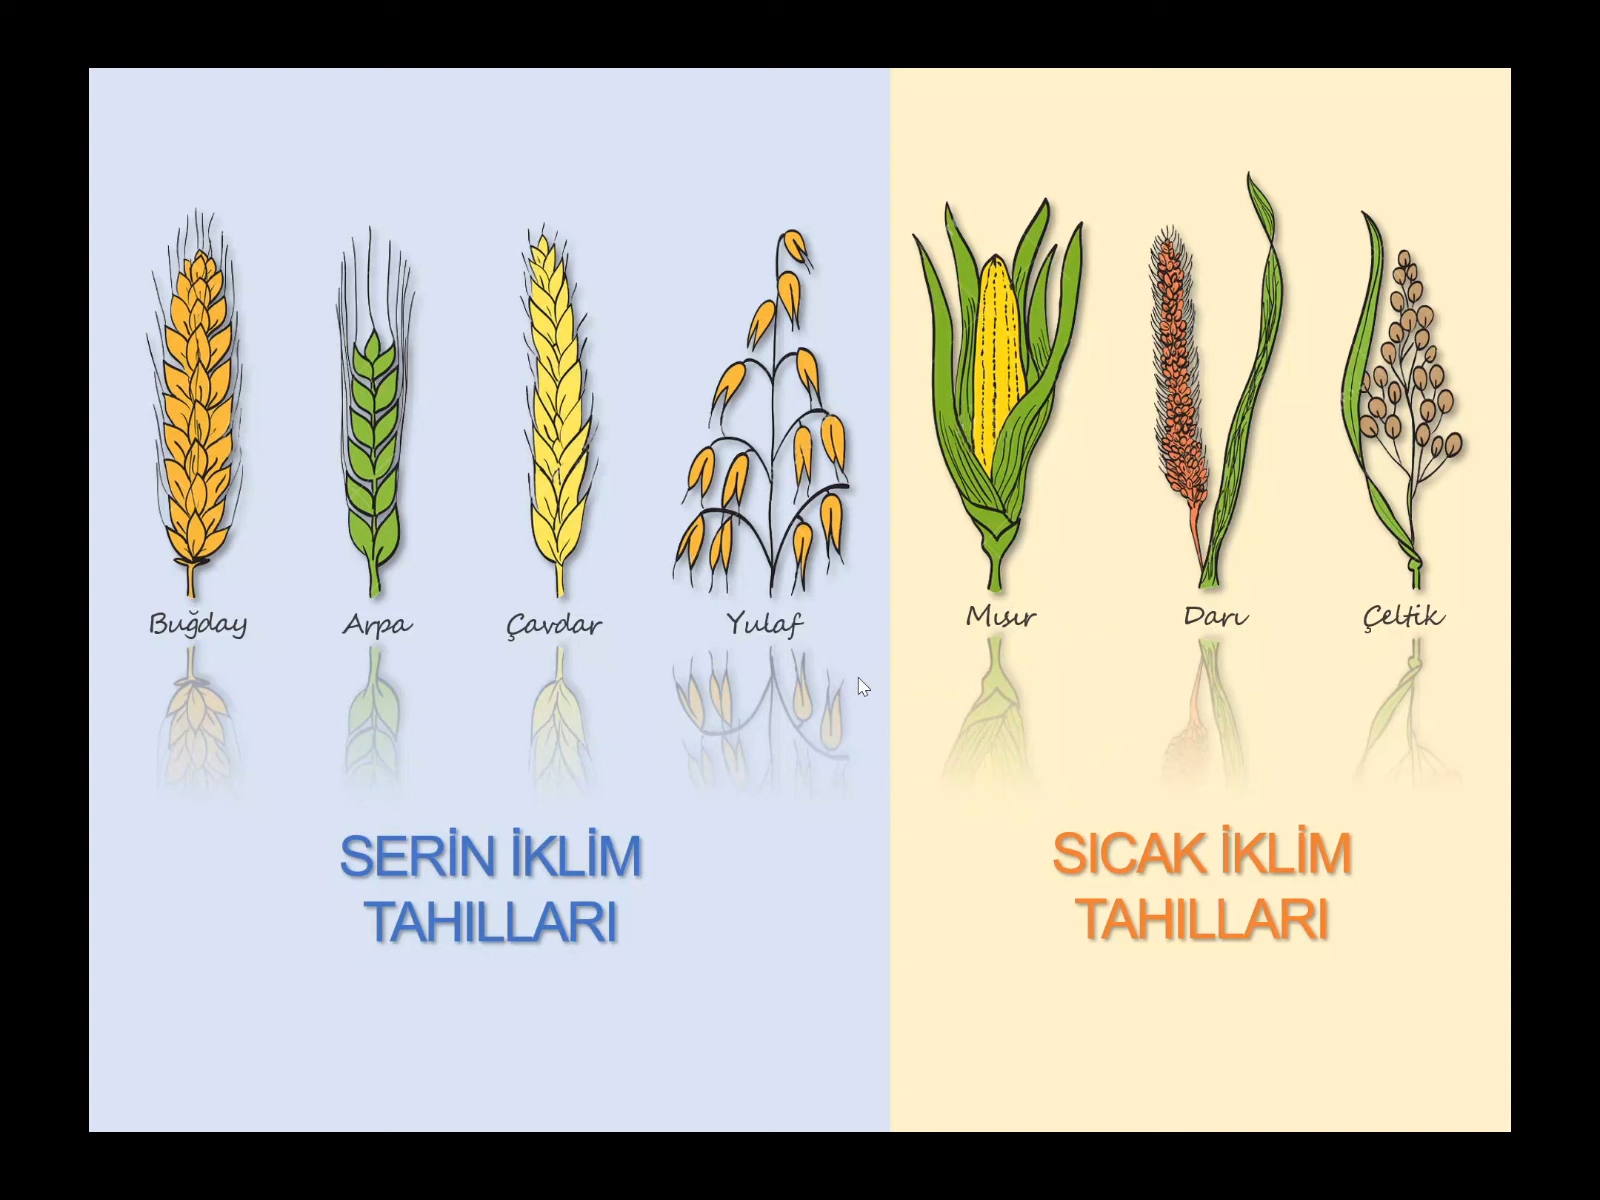 Buğday
Arpa
Çavdar
Yulaf
SERİN İKLİM
TAHILLARI
Mısır
Darı
Çeltik
SICAK İKLİM
TAHILLARI